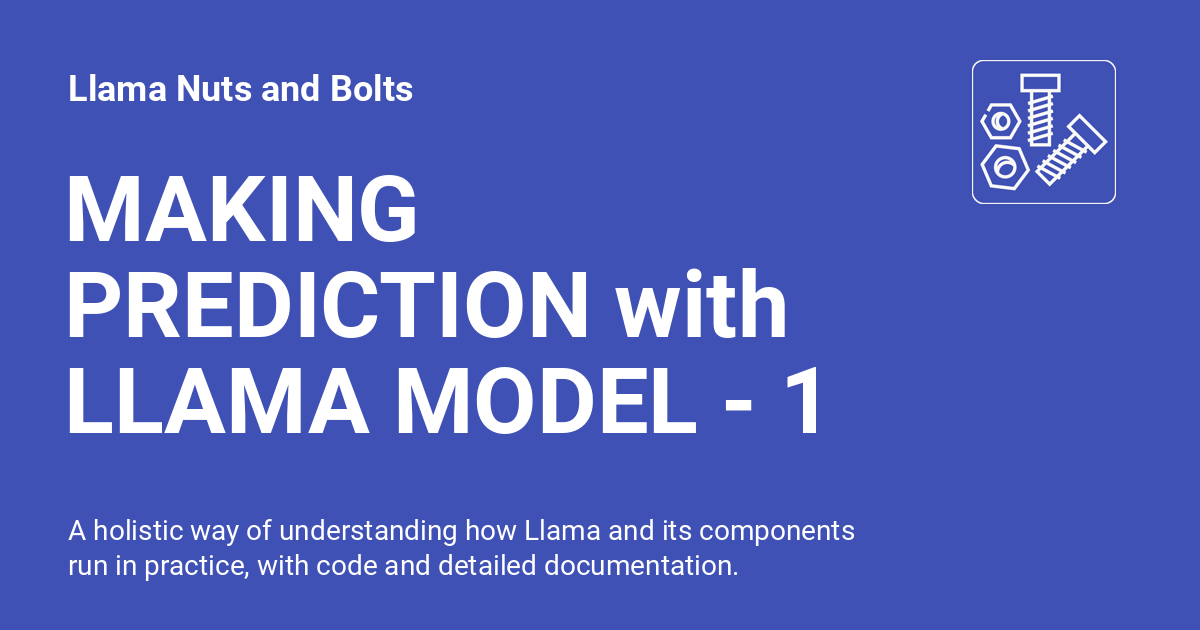 Llama Nuts and Bolts
MAKING
PREDICTION with
LLAMA MODEL - 1
A holistic way of understanding how Llama and its components
run in practice, with code and detailed documentation.